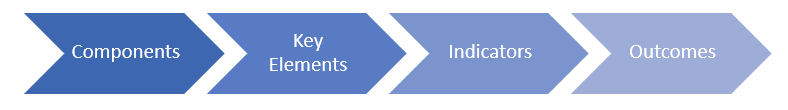 Components
Key
Elements
Indicators
Outcomes